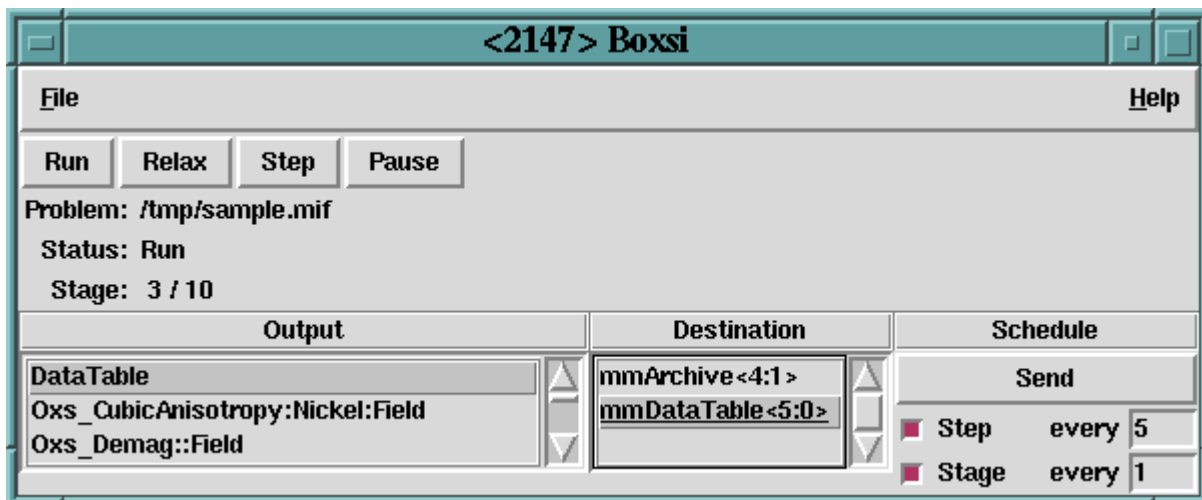 <2147> Boxsi
File Help
Run Relax Step Pause
Problem: /tmp/sample.mif
Status: Run
Stage: 3 / 10
Output Destination Schedule
DataTable mmArchive<4:1> Send
Oxs_CubicAnisotropy:Nickel:Field mmDataTable<5:0> Step every 5
Oxs_Demag::Field Stage every 1